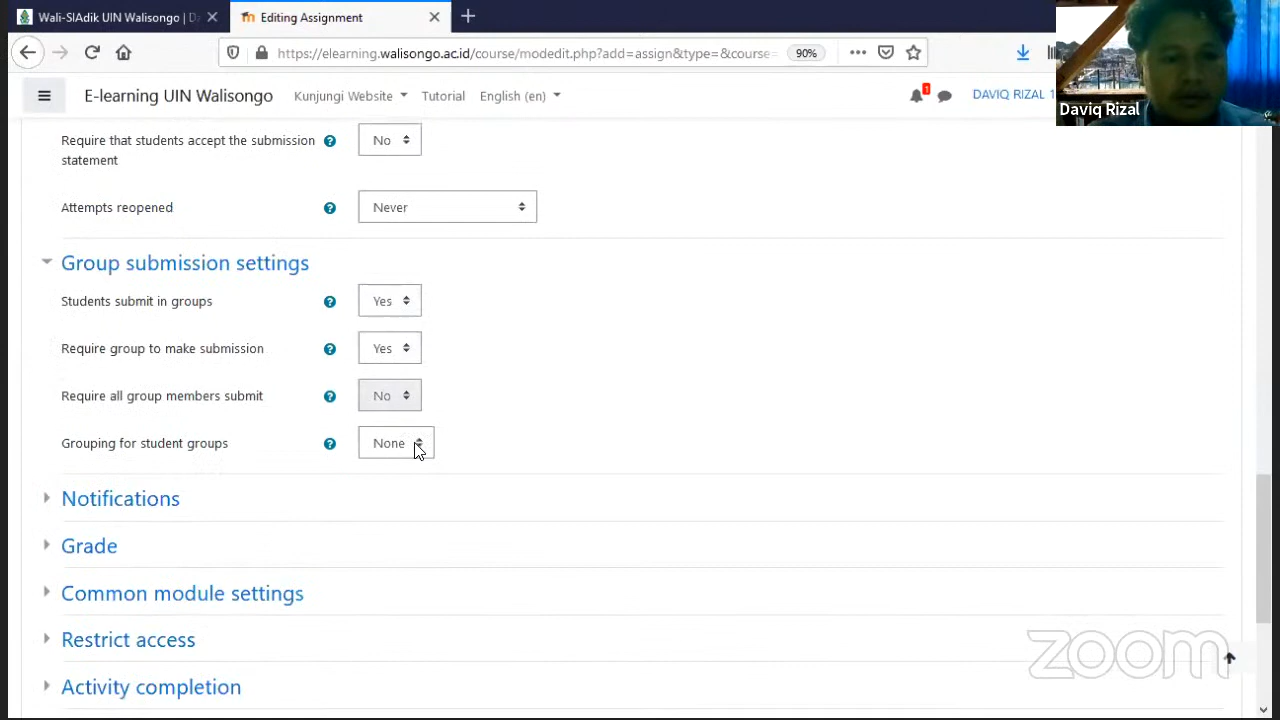 Wali-SIAdik UIN Walisongo | Da
Editing Assignment
https://elearning.walisongo.ac.id/course/modedit.php?add=assign&type=&course=
90%
E-learning UIN Walisongo
Kunjungi Website
Tutorial
English (en)
1
DAVIQ RIZAL 1
Daviq Rizal
Require that students accept the submission
statement
No
Attempts reopened
Never
Group submission settings
Students submit in groups
Yes
Require group to make submission
Yes
Require all group members submit
No
Grouping for student groups
None
Notifications
Grade
Common module settings
Restrict access
Activity completion
zoom